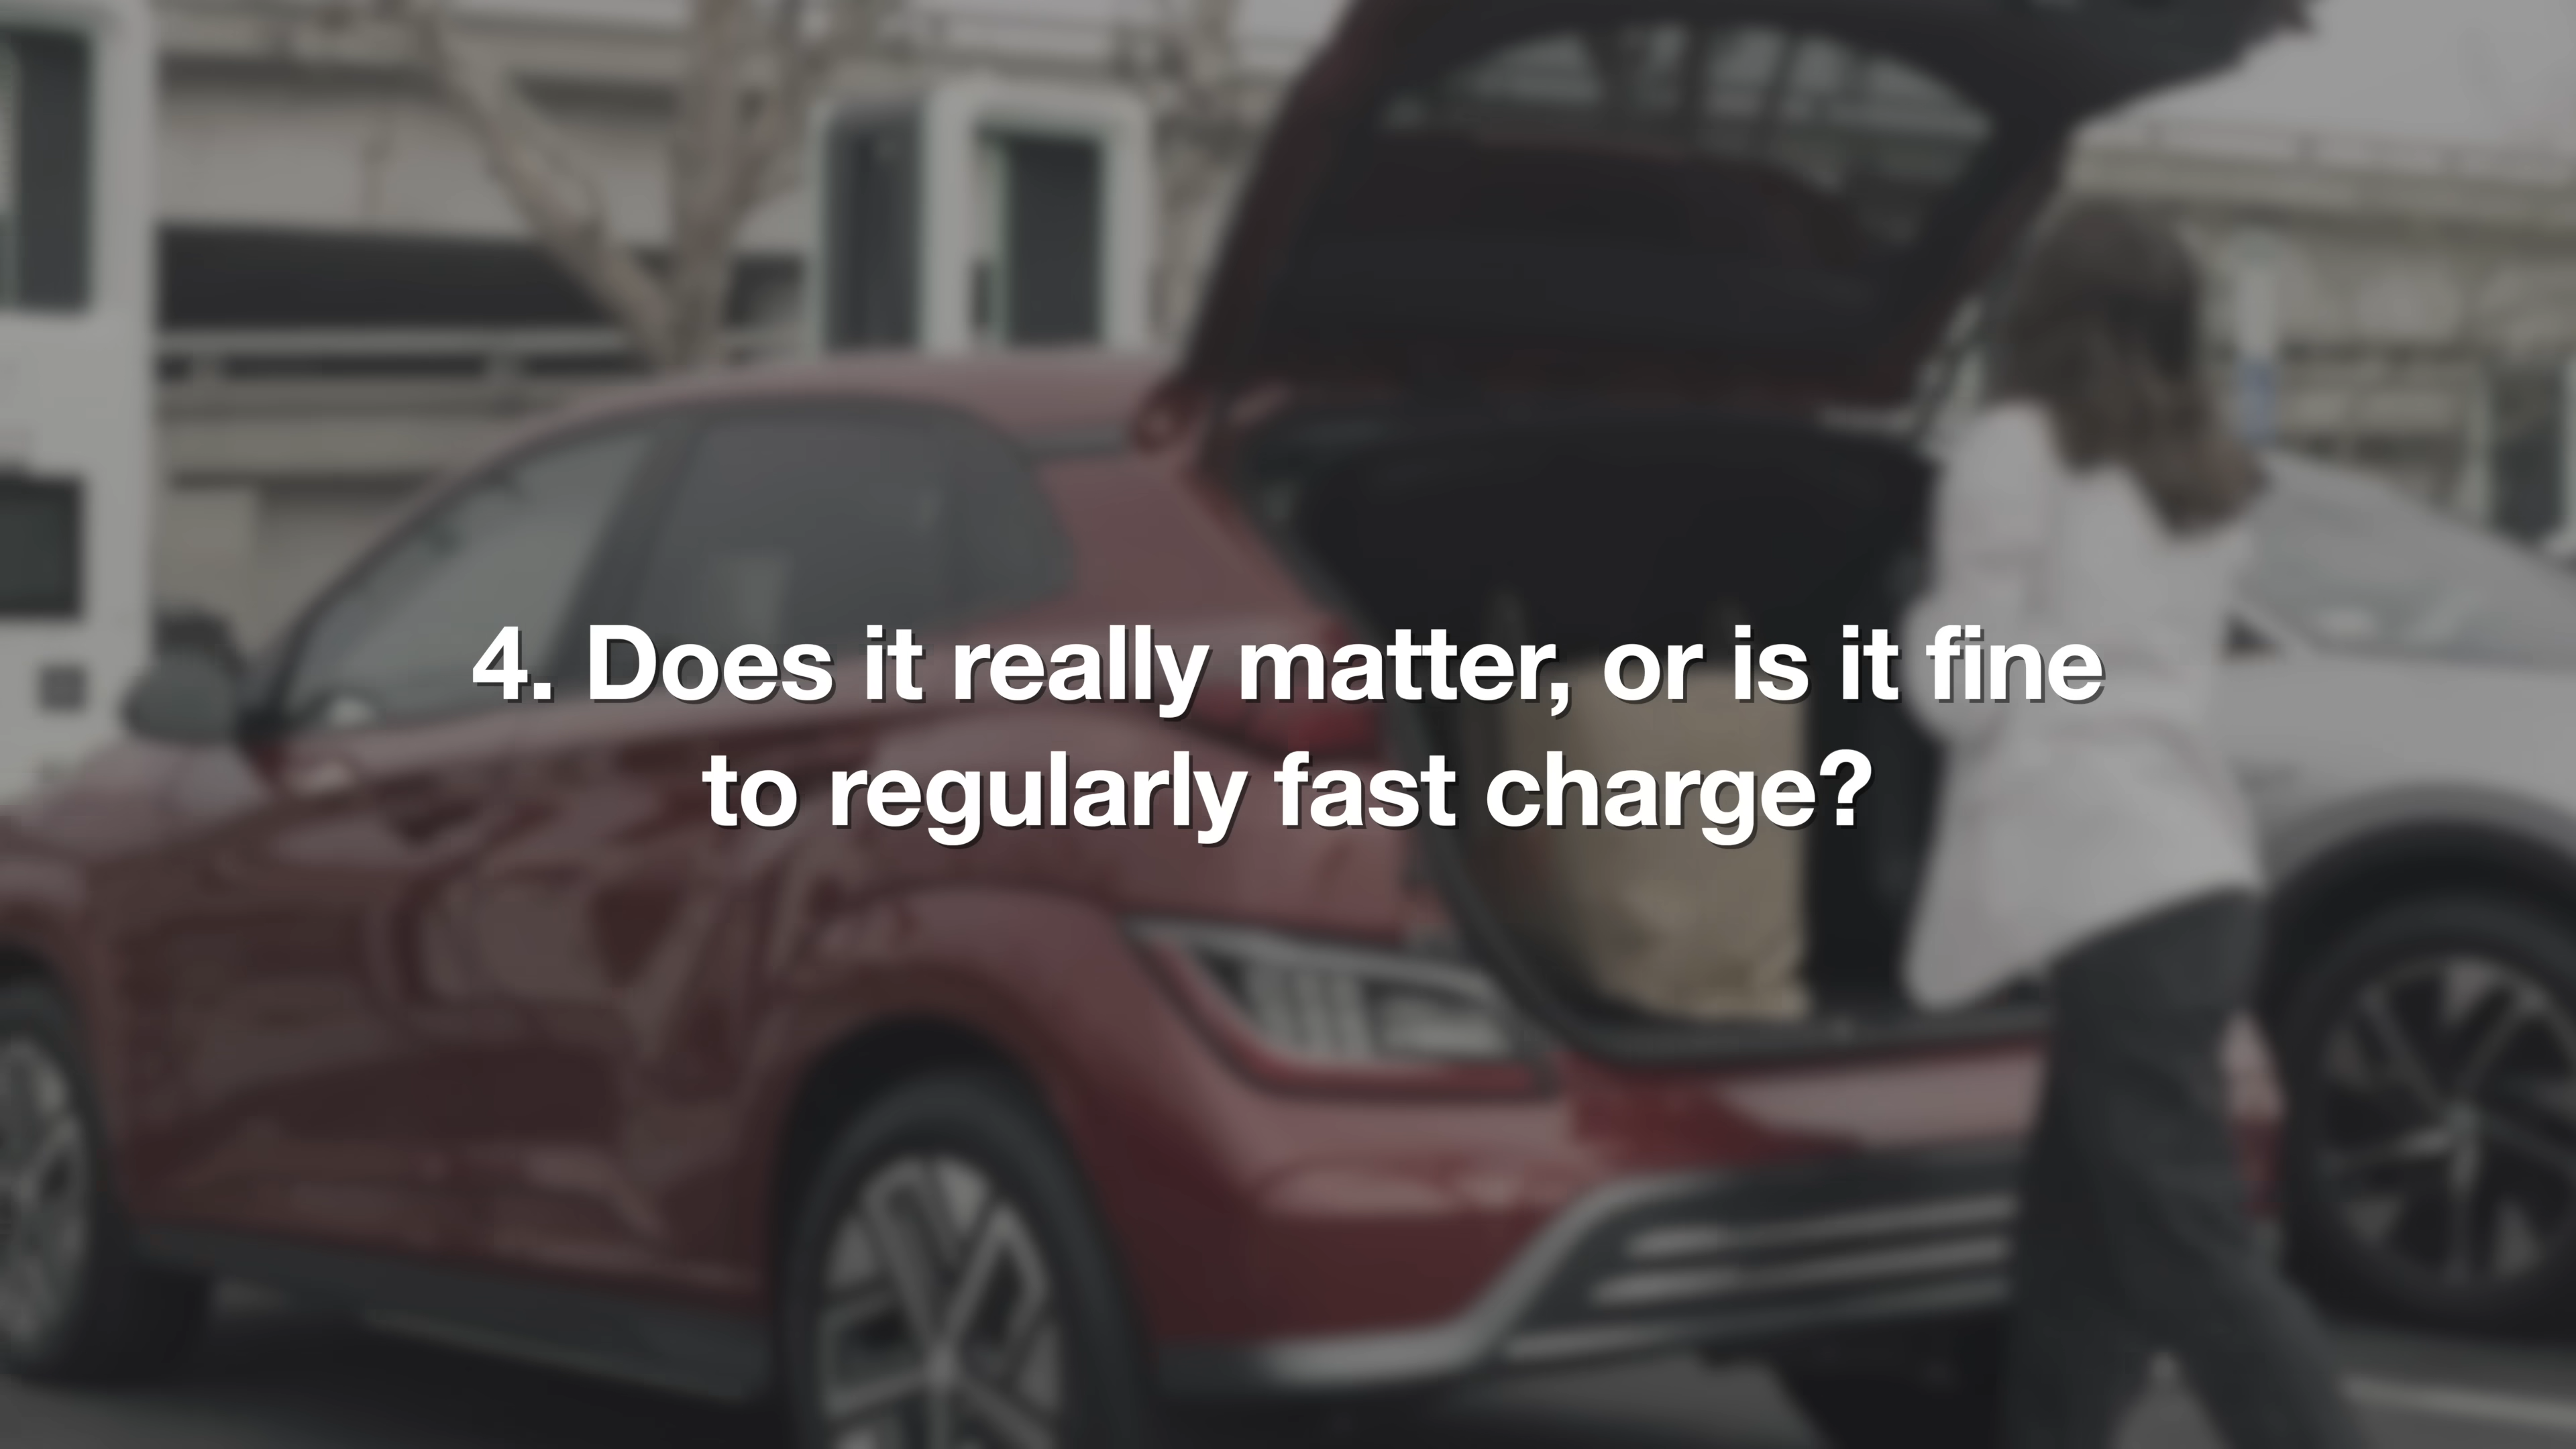 4. Does it really matter, or is it fine
to regularly fast charge?